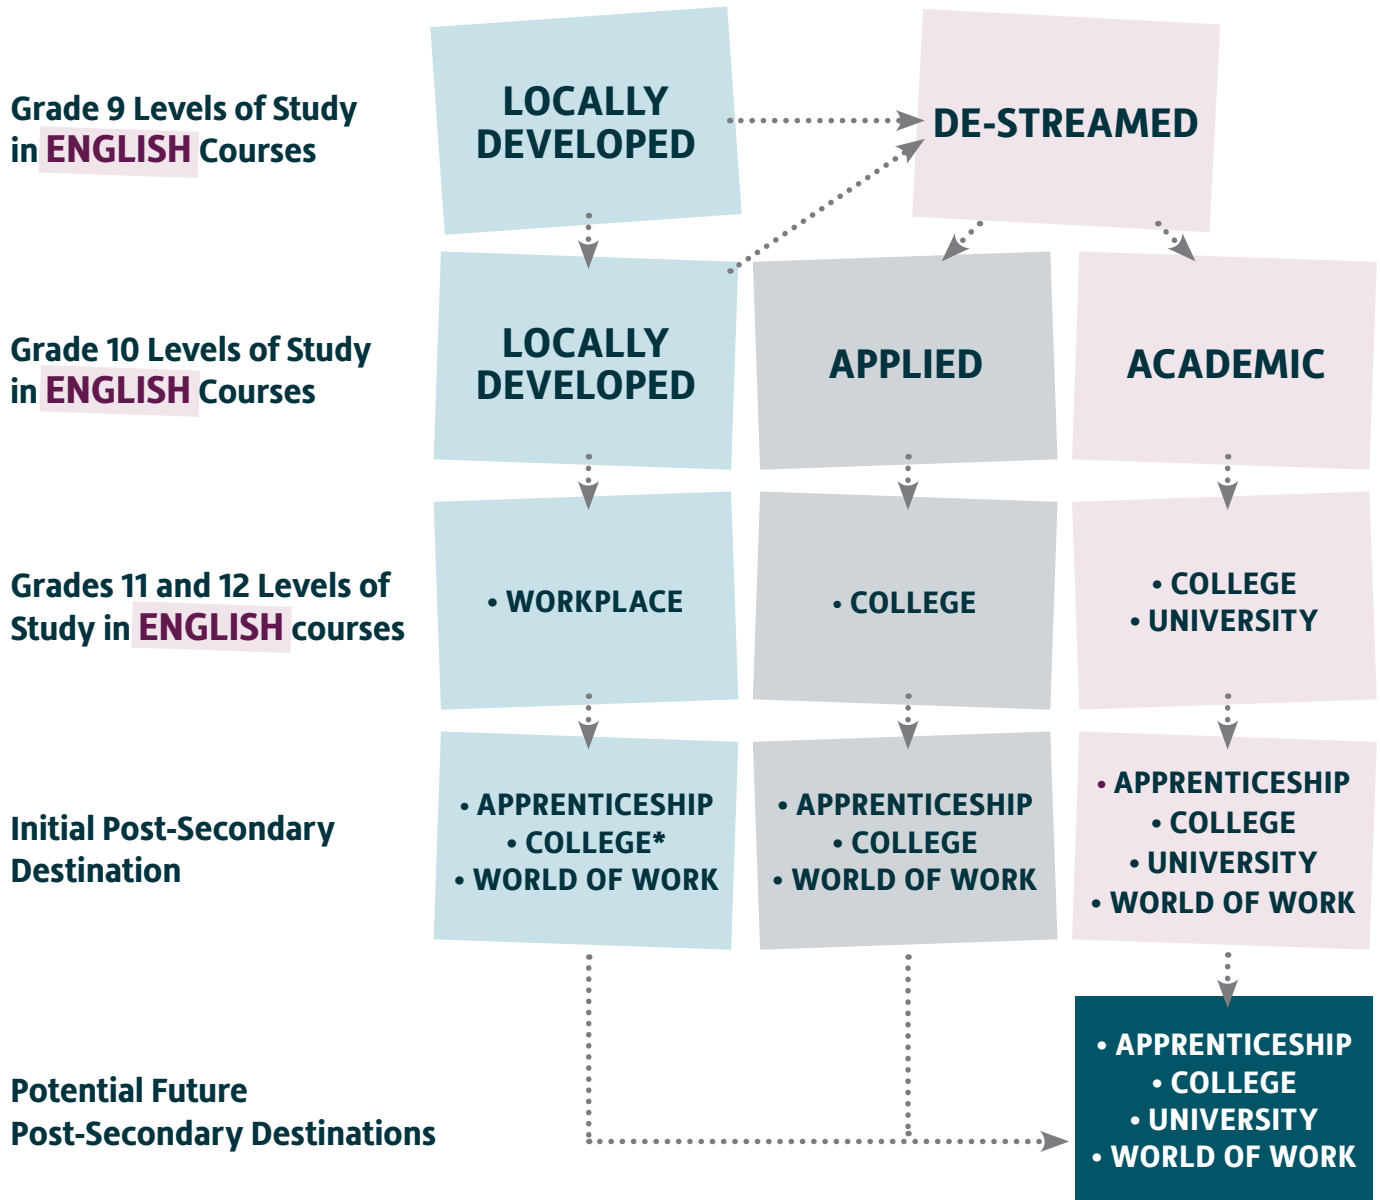 Grade 9 Levels of Study
in ENGLISH Courses
LOCALLY
DEVELOPED
DE-STREAMED
Grade 10 Levels of Study
in ENGLISH Courses
LOCALLY
DEVELOPED
APPLIED
ACADEMIC
Grades 11 and 12 Levels of
Study in ENGLISH courses
• WORKPLACE
• COLLEGE
• COLLEGE
• UNIVERSITY
Initial Post-Secondary
Destination
• APPRENTICESHIP
• COLLEGE*
• WORLD OF WORK
• APPRENTICESHIP
• COLLEGE
• WORLD OF WORK
• APPRENTICESHIP
• COLLEGE
• UNIVERSITY
• WORLD OF WORK
Potential Future
Post-Secondary Destinations
• APPRENTICESHIP
• COLLEGE
• UNIVERSITY
• WORLD OF WORK